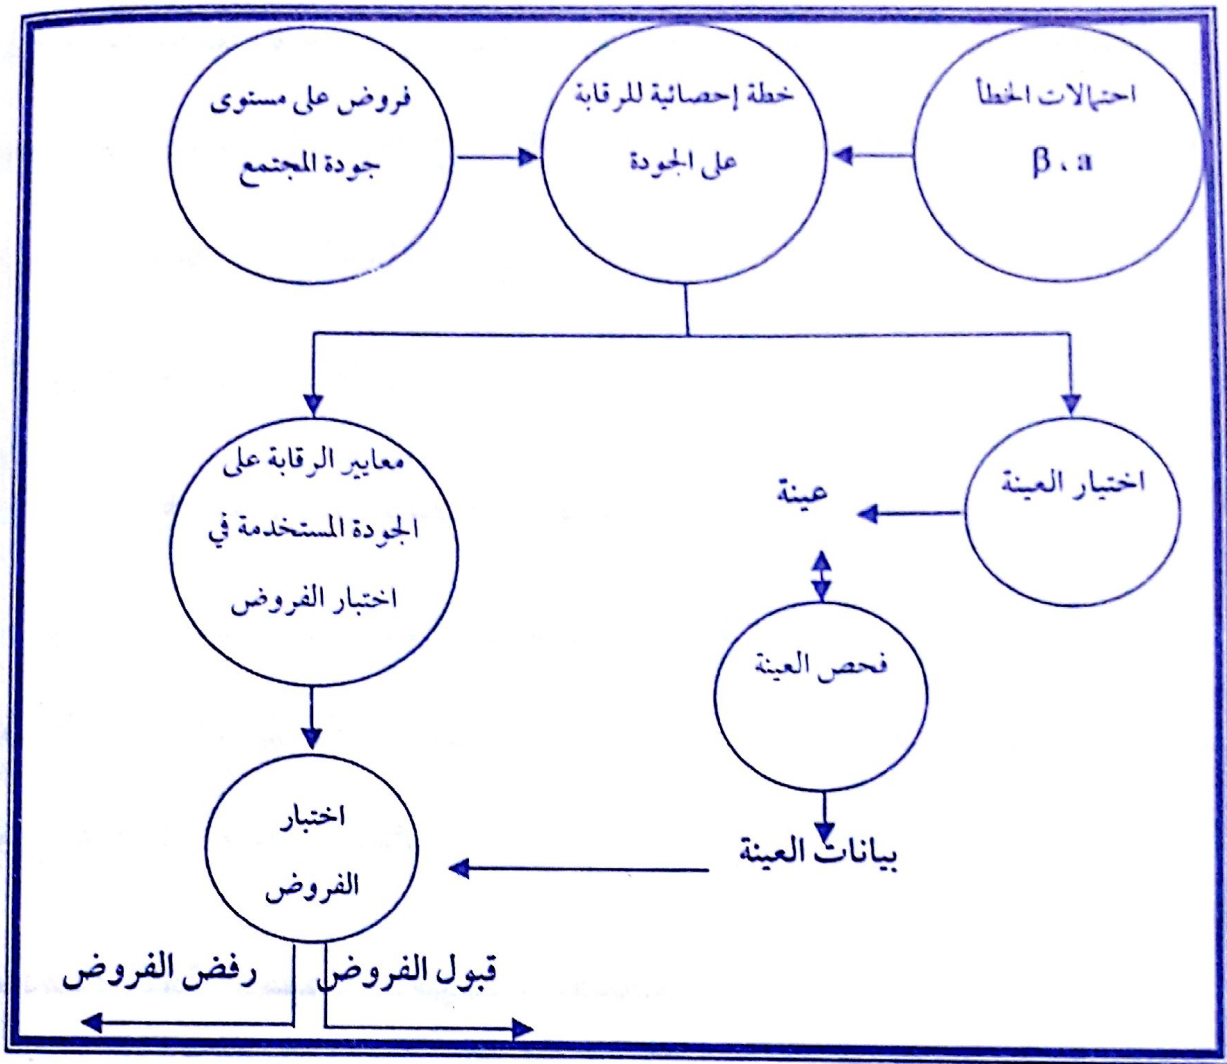 احتمالات الخطأ
β ، a
خطة إحصائية للرقابة
على الجودة
فروض على مستوى
جودة المجتمع
اختيار العينة
عينة
فحص العينة
بيانات العينة
معايير الرقابة على
الجودة المستخدمة في
اختبار الفروض
اختبار
الفروض
قبول الفروض
رفض الفروض